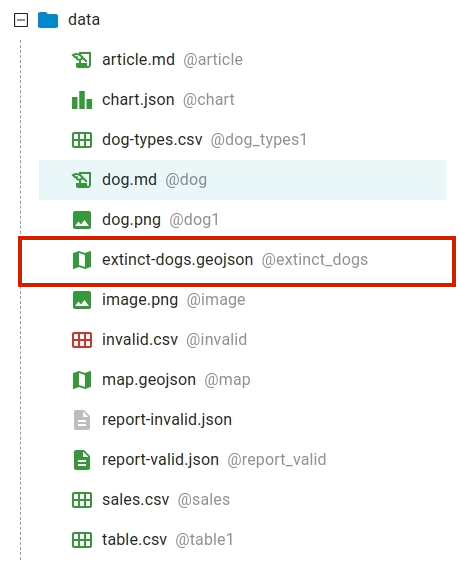 data
article.md @article
chart.json @chart
dog-types.csv @dog_types1
dog.md @dog
dog.png @dog1
extinct-dogs.geojson @extinct_dogs
image.png @image
invalid.csv @invalid
map.geojson @map
report-invalid.json
report-valid.json @report_valid
sales.csv @sales
table.csv @table1